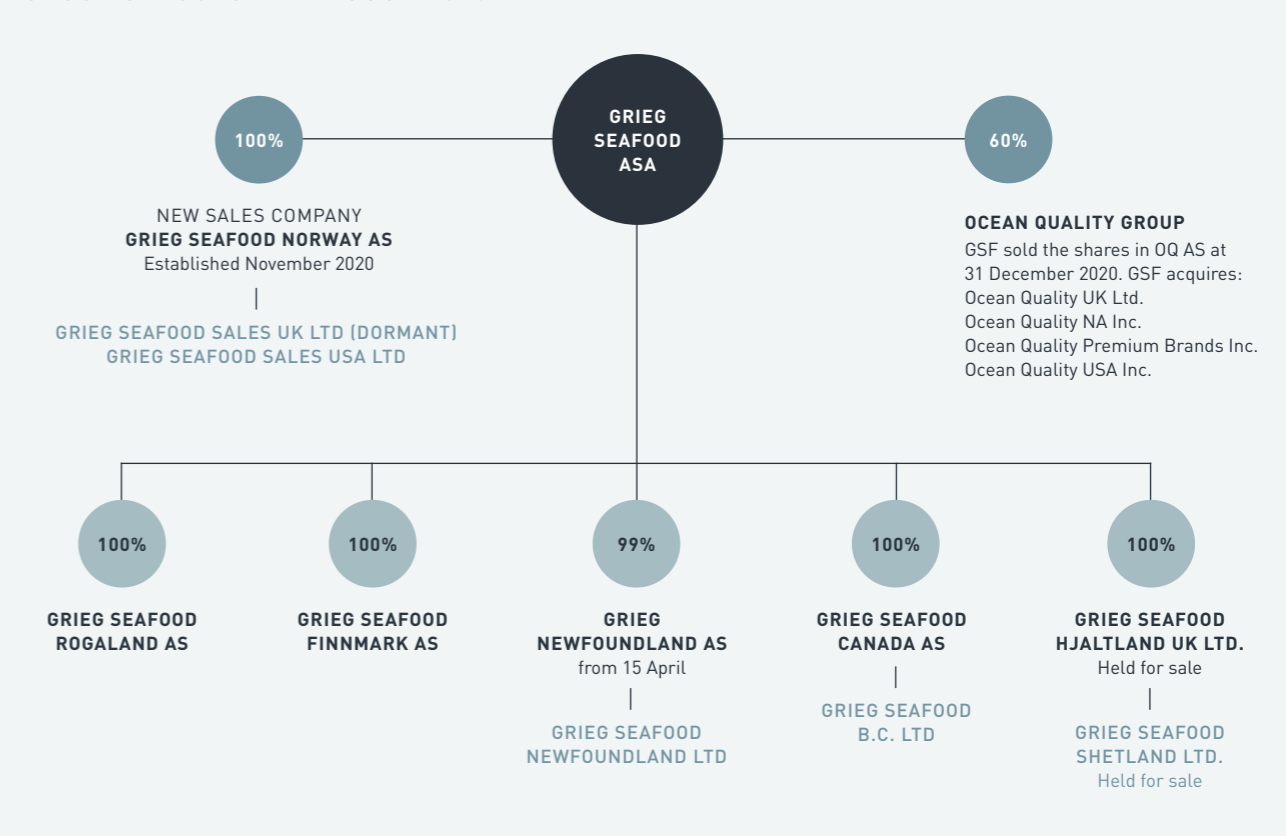 GRIEG
SEAFOOD
ASA
100%
60%
NEW SALES COMPANY
GRIEG SEAFOOD NORWAY AS
Established November 2020
GRIEG SEAFOOD SALES UK LTD (DORMANT)
GRIEG SEAFOOD SALES USA LTD
OCEAN QUALITY GROUP
GSF sold the shares in OQ AS at
31 December 2020. GSF acquires:
Ocean Quality UK Ltd.
Ocean Quality NA Inc.
Ocean Quality Premium Brands Inc.
Ocean Quality USA Inc.
100%
GRIEG SEAFOOD
ROGALAND AS
100%
GRIEG SEAFOOD
FINNMARK AS
99%
GRIEG
NEWFOUNDLAND AS
from 15 April
GRIEG SEAFOOD
NEWFOUNDLAND LTD
100%
GRIEG SEAFOOD
CANADA AS
GRIEG SEAFOOD
B.C. LTD
100%
GRIEG SEAFOOD
HJALTLAND UK LTD.
Held for sale
GRIEG SEAFOOD
SHETLAND LTD.
Held for sale